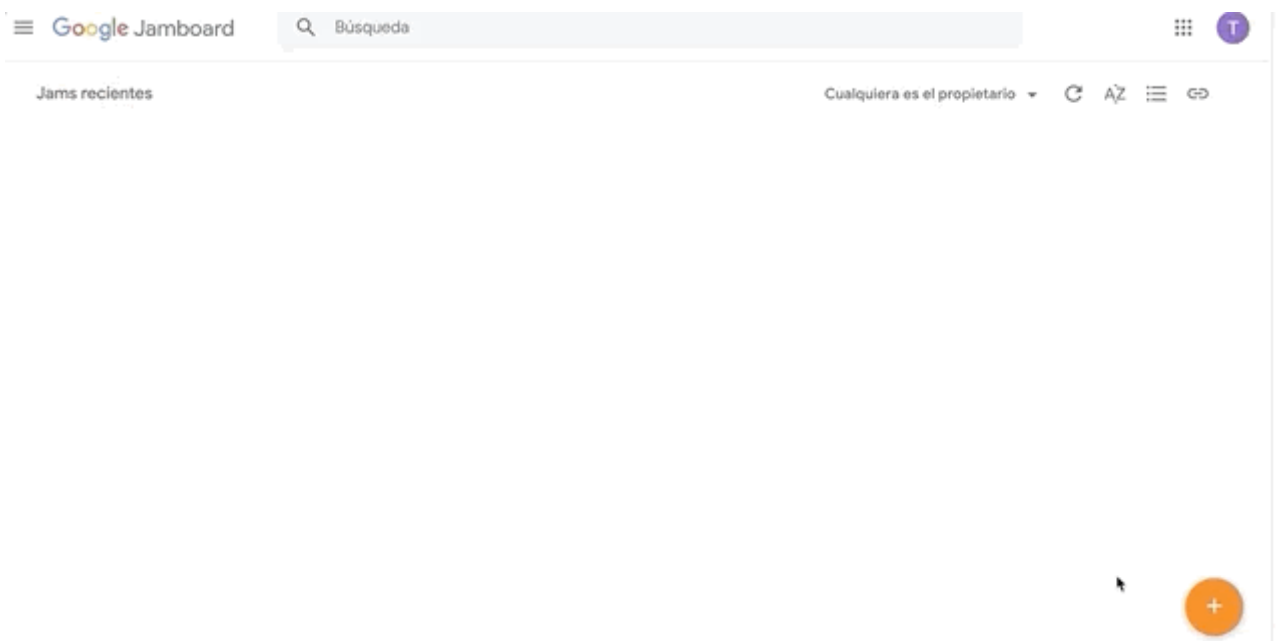 Google Jamboard
Búsqueda
T
Jams recientes
Cualquiera es el propietario
AZ